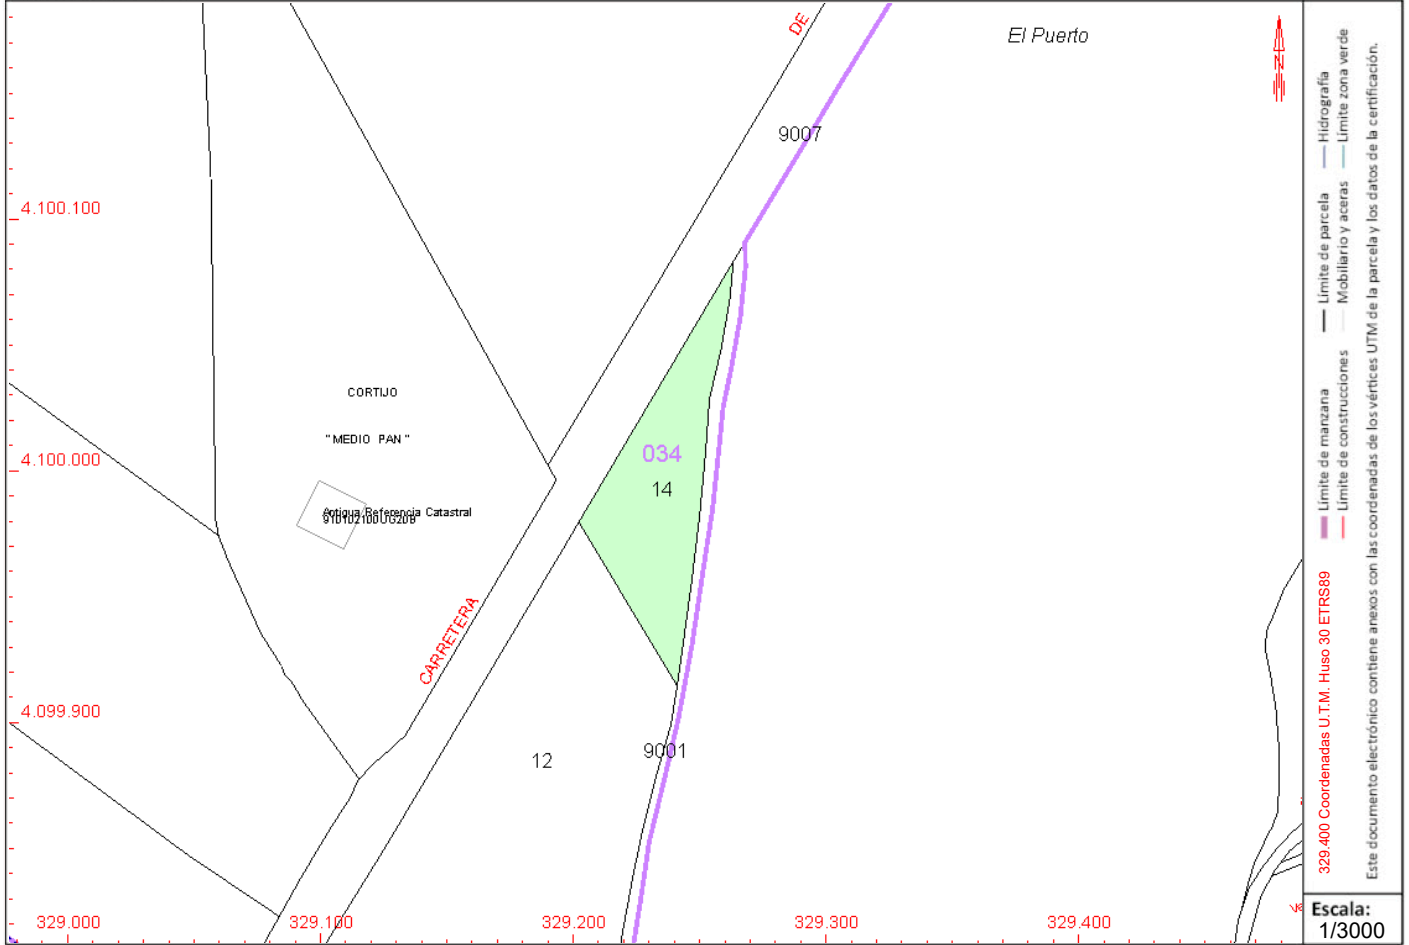 DE
El Puerto
9007
4.100.100
CORTIJO
"MEDIO PAN"
034
4.100.000
14
Antigua Referencia Catastral
CARRETERA
4.099.900
9001
12
329.000
329.100
329.200
329.300
329.400
N
Límite de manzana
Límite de parcela
Hidrografía
Límite de construcciones
Mobiliario y aceras
Límite zona verde
329.400 Coordenadas U.T.M. Huso 30 ETRS89
Este documento electrónico contiene anexos con las coordenadas de los vértices UTM de la parcela y los datos de la certificación.
Escala:
1/3000